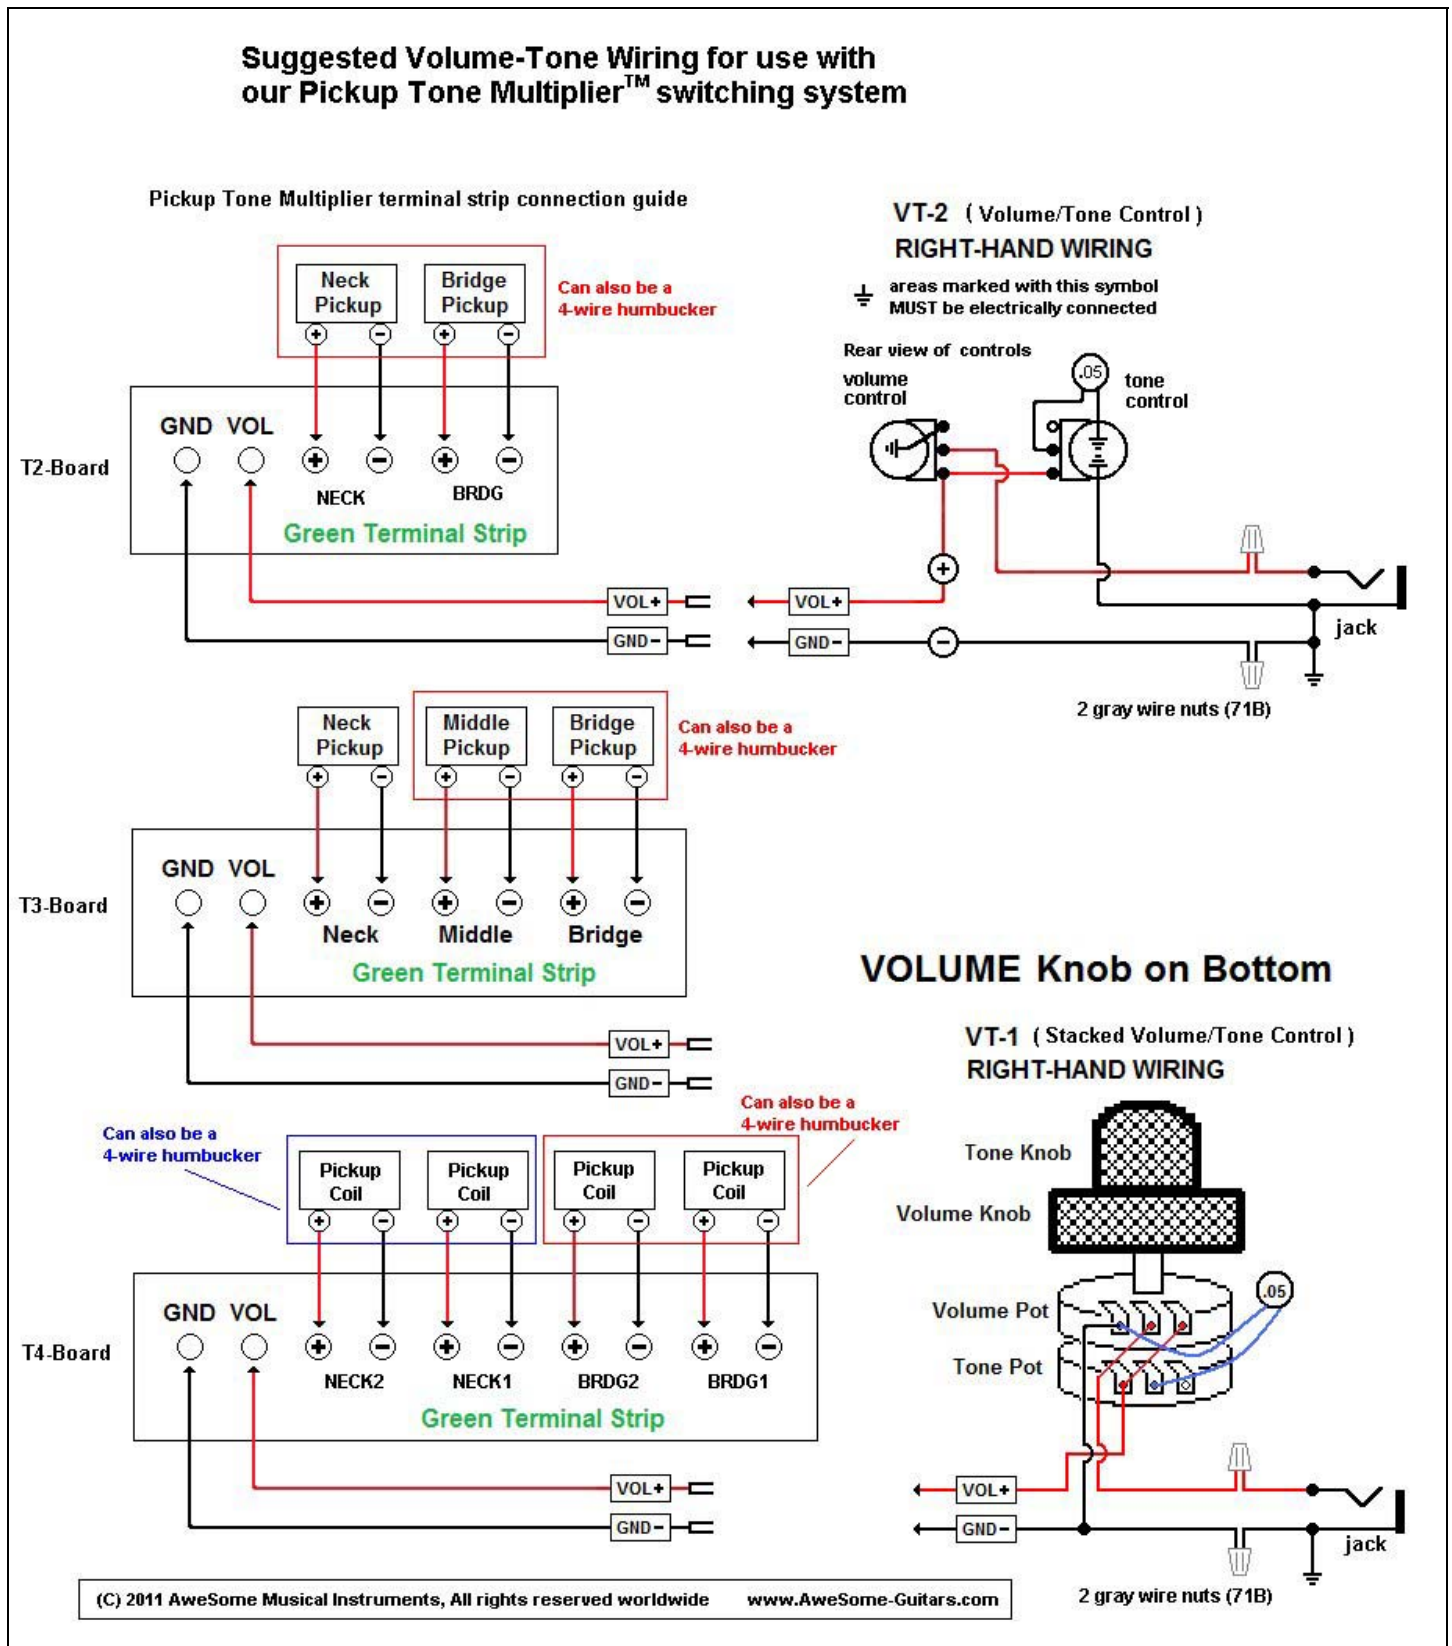 Suggested Volume-Tone Wiring for use with
our Pickup Tone Multiplier™ switching system
Pickup Tone Multiplier terminal strip connection guide
Neck
Pickup
Bridge
Pickup
+ − + −
Can also be a
4-wire humbucker
T2-Board
GND VOL
+ − + −
NECK BRDG
Green Terminal Strip
VOL+
GND−
VT-2 ( Volume/Tone Control )
RIGHT-HAND WIRING
areas marked with this symbol
MUST be electrically connected
Rear view of controls
volume
control
.05
tone
control
+
VOL+
GND−
−
jack
2 gray wire nuts (71B)
Neck
Pickup
Middle
Pickup
Bridge
Pickup
+ − + − + −
Can also be a
4-wire humbucker
T3-Board
GND VOL
+ − + − + −
Neck Middle Bridge
Green Terminal Strip
VOL+
GND−
Can also be a
4-wire humbucker
Can also be a
4-wire humbucker
Pickup
Coil
Pickup
Coil
Pickup
Coil
Pickup
Coil
+ − + − + − + −
T4-Board
GND VOL
+ − + − + − + −
NECK2 NECK1 BRDG2 BRDG1
Green Terminal Strip
VOL+
GND−
VOLUME Knob on Bottom
VT-1 ( Stacked Volume/Tone Control )
RIGHT-HAND WIRING
Tone Knob
Volume Knob
Volume Pot
Tone Pot
.05
VOL+
GND−
jack
2 gray wire nuts (71B)
(C) 2011 AweSome Musical Instruments, All rights reserved worldwide www.AweSome-Guitars.com